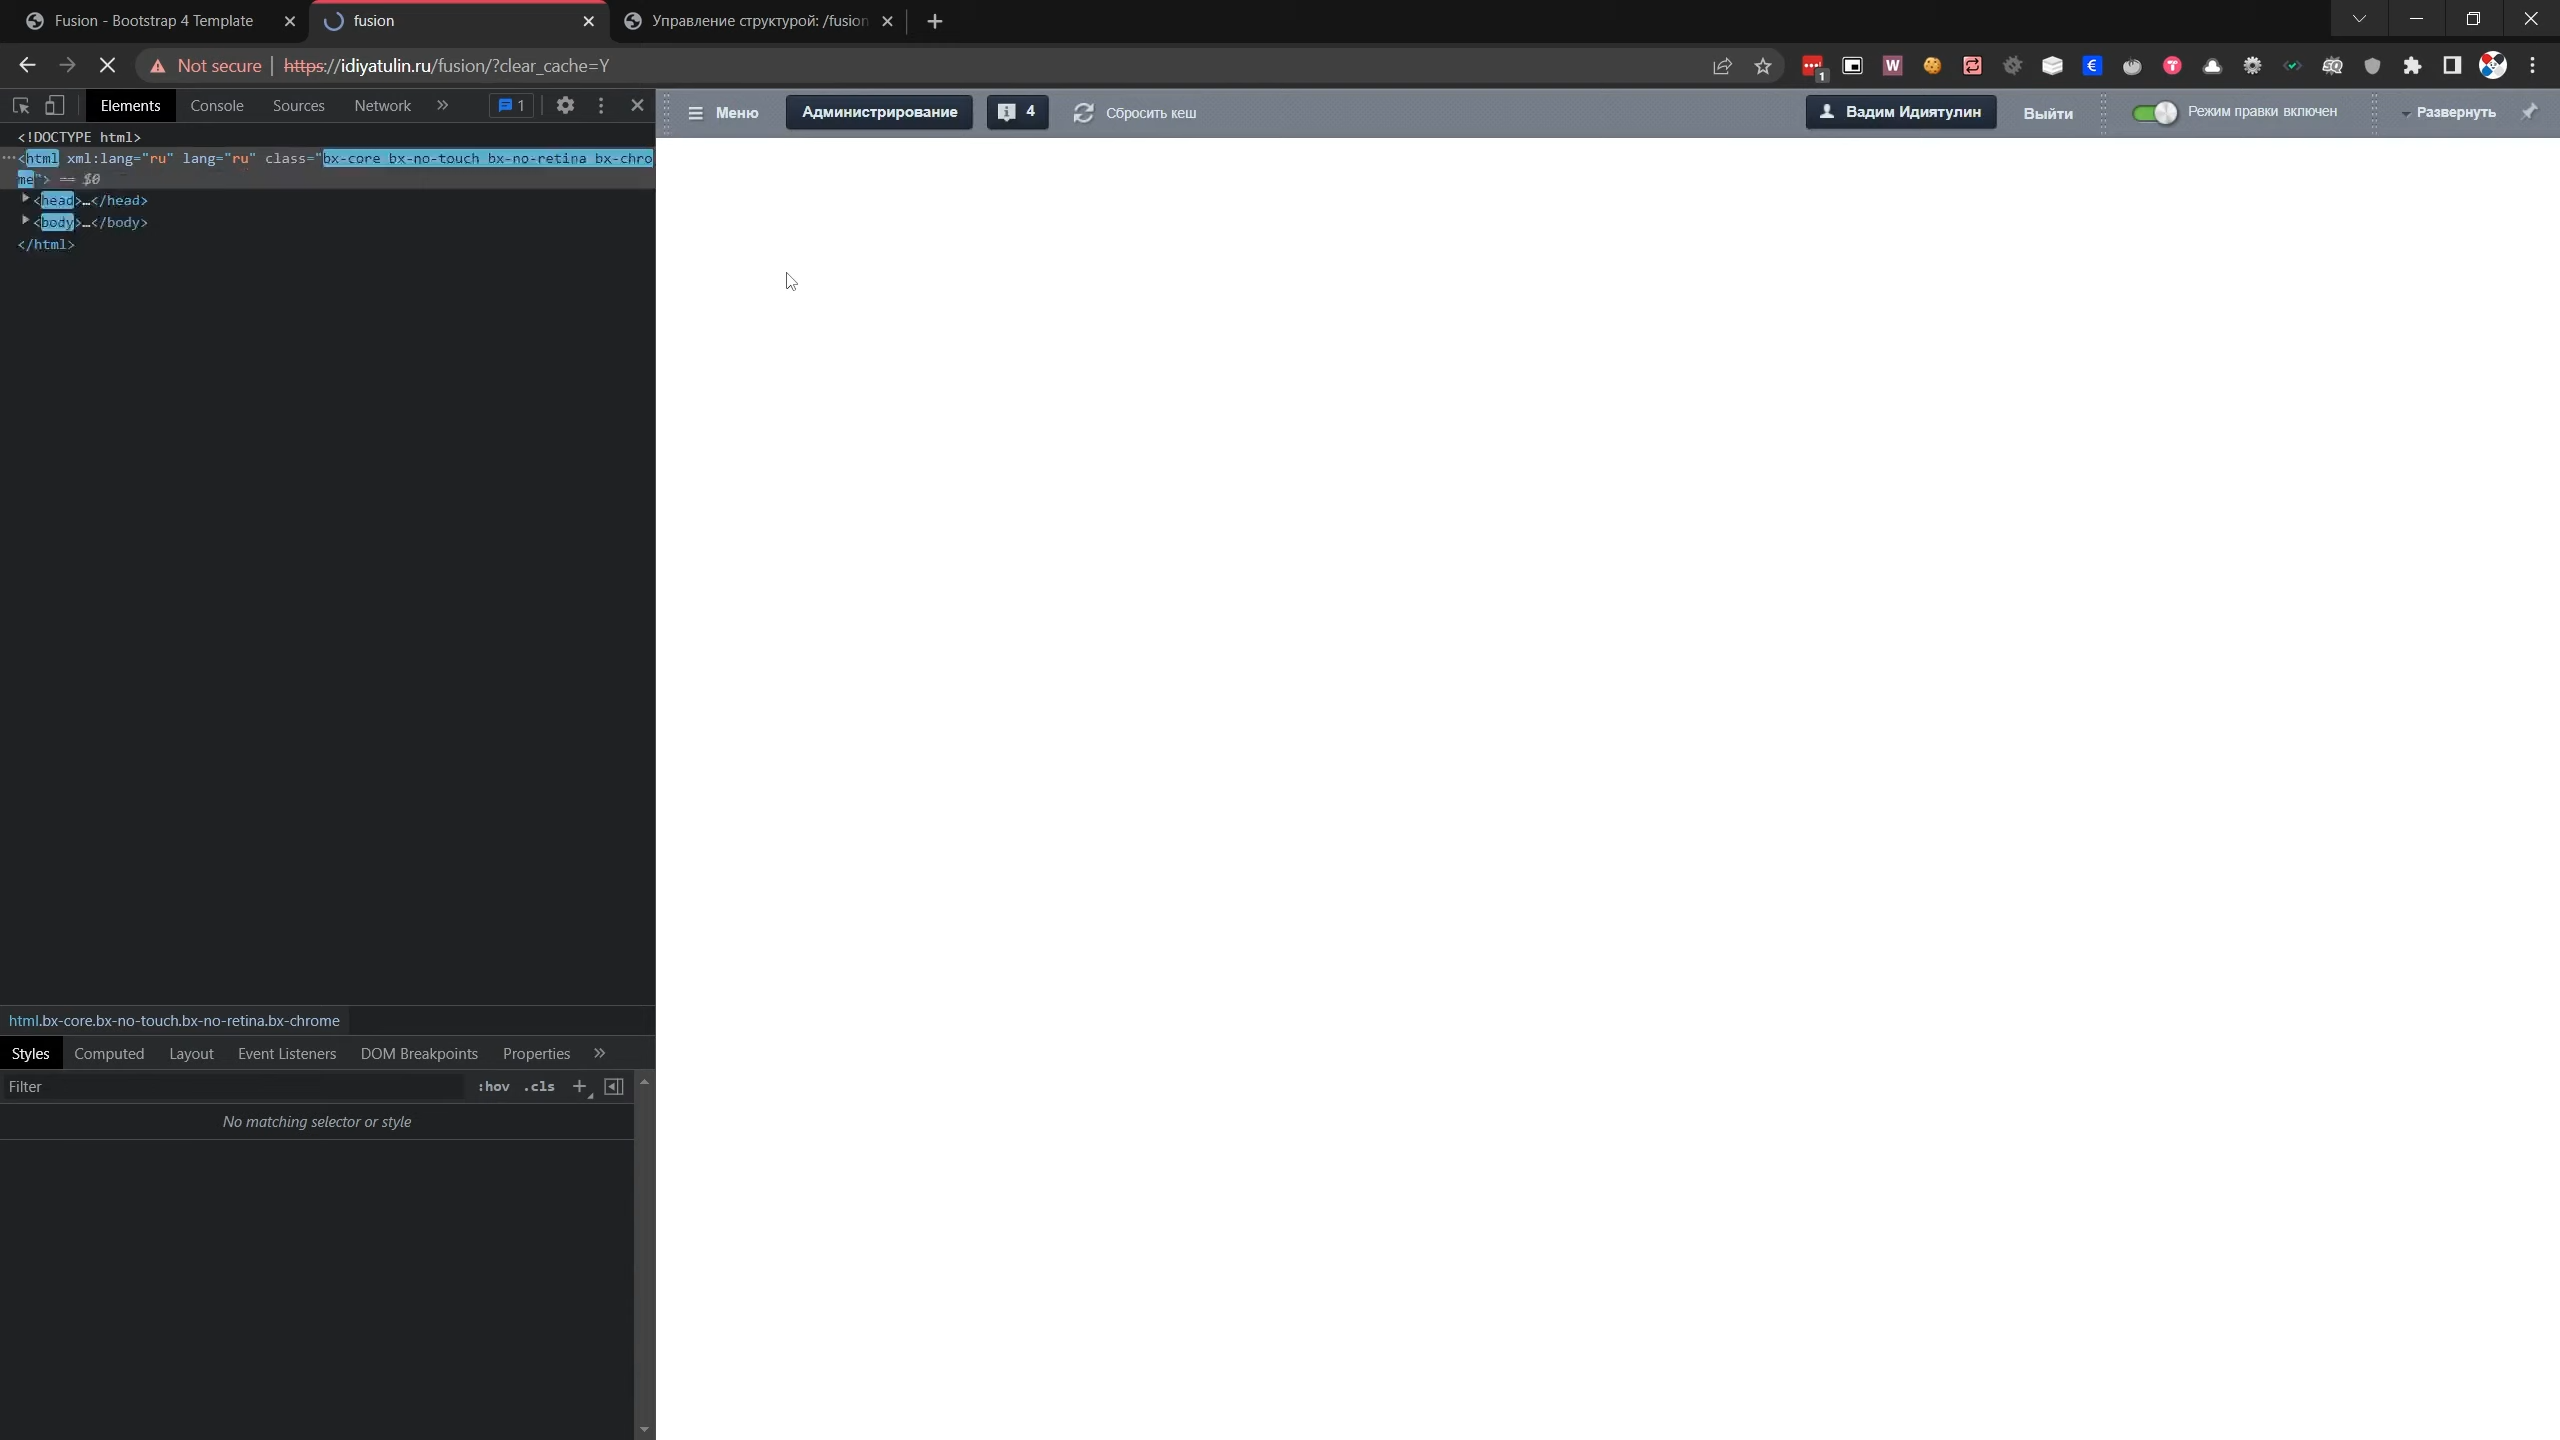 Fusion - Bootstrap 4 Template
fusion
Управление структурой: /fusion
Not secure | https://idiyatulin.ru/fusion/?clear_cache=Y
1
W
€
Elements Console Sources Network » 1
Меню Администрирование 4 Сбросить кеш Вадим Идиятулин Выйти Режим правки включен Развернуть
<!DOCTYPE html>
<html xml:lang="ru" lang="ru" class="bx-core bx-no-touch bx-no-retina bx-chro
me"> == $0
<head>…</head>
<body>…</body>
</html>
html.bx-core.bx-no-touch.bx-no-retina.bx-chrome
Styles Computed Layout Event Listeners DOM Breakpoints Properties »
Filter :hov .cls +
No matching selector or style